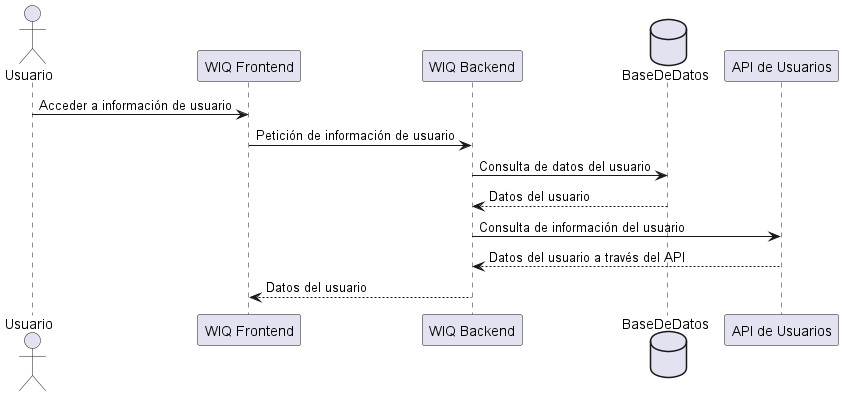 Usuario
WIQ Frontend
WIQ Backend
BaseDeDatos
API de Usuarios
Acceder a información de usuario
Petición de información de usuario
Consulta de datos del usuario
Datos del usuario
Consulta de información del usuario
Datos del usuario a través del API
Datos del usuario
Usuario
WIQ Frontend
WIQ Backend
BaseDeDatos
API de Usuarios